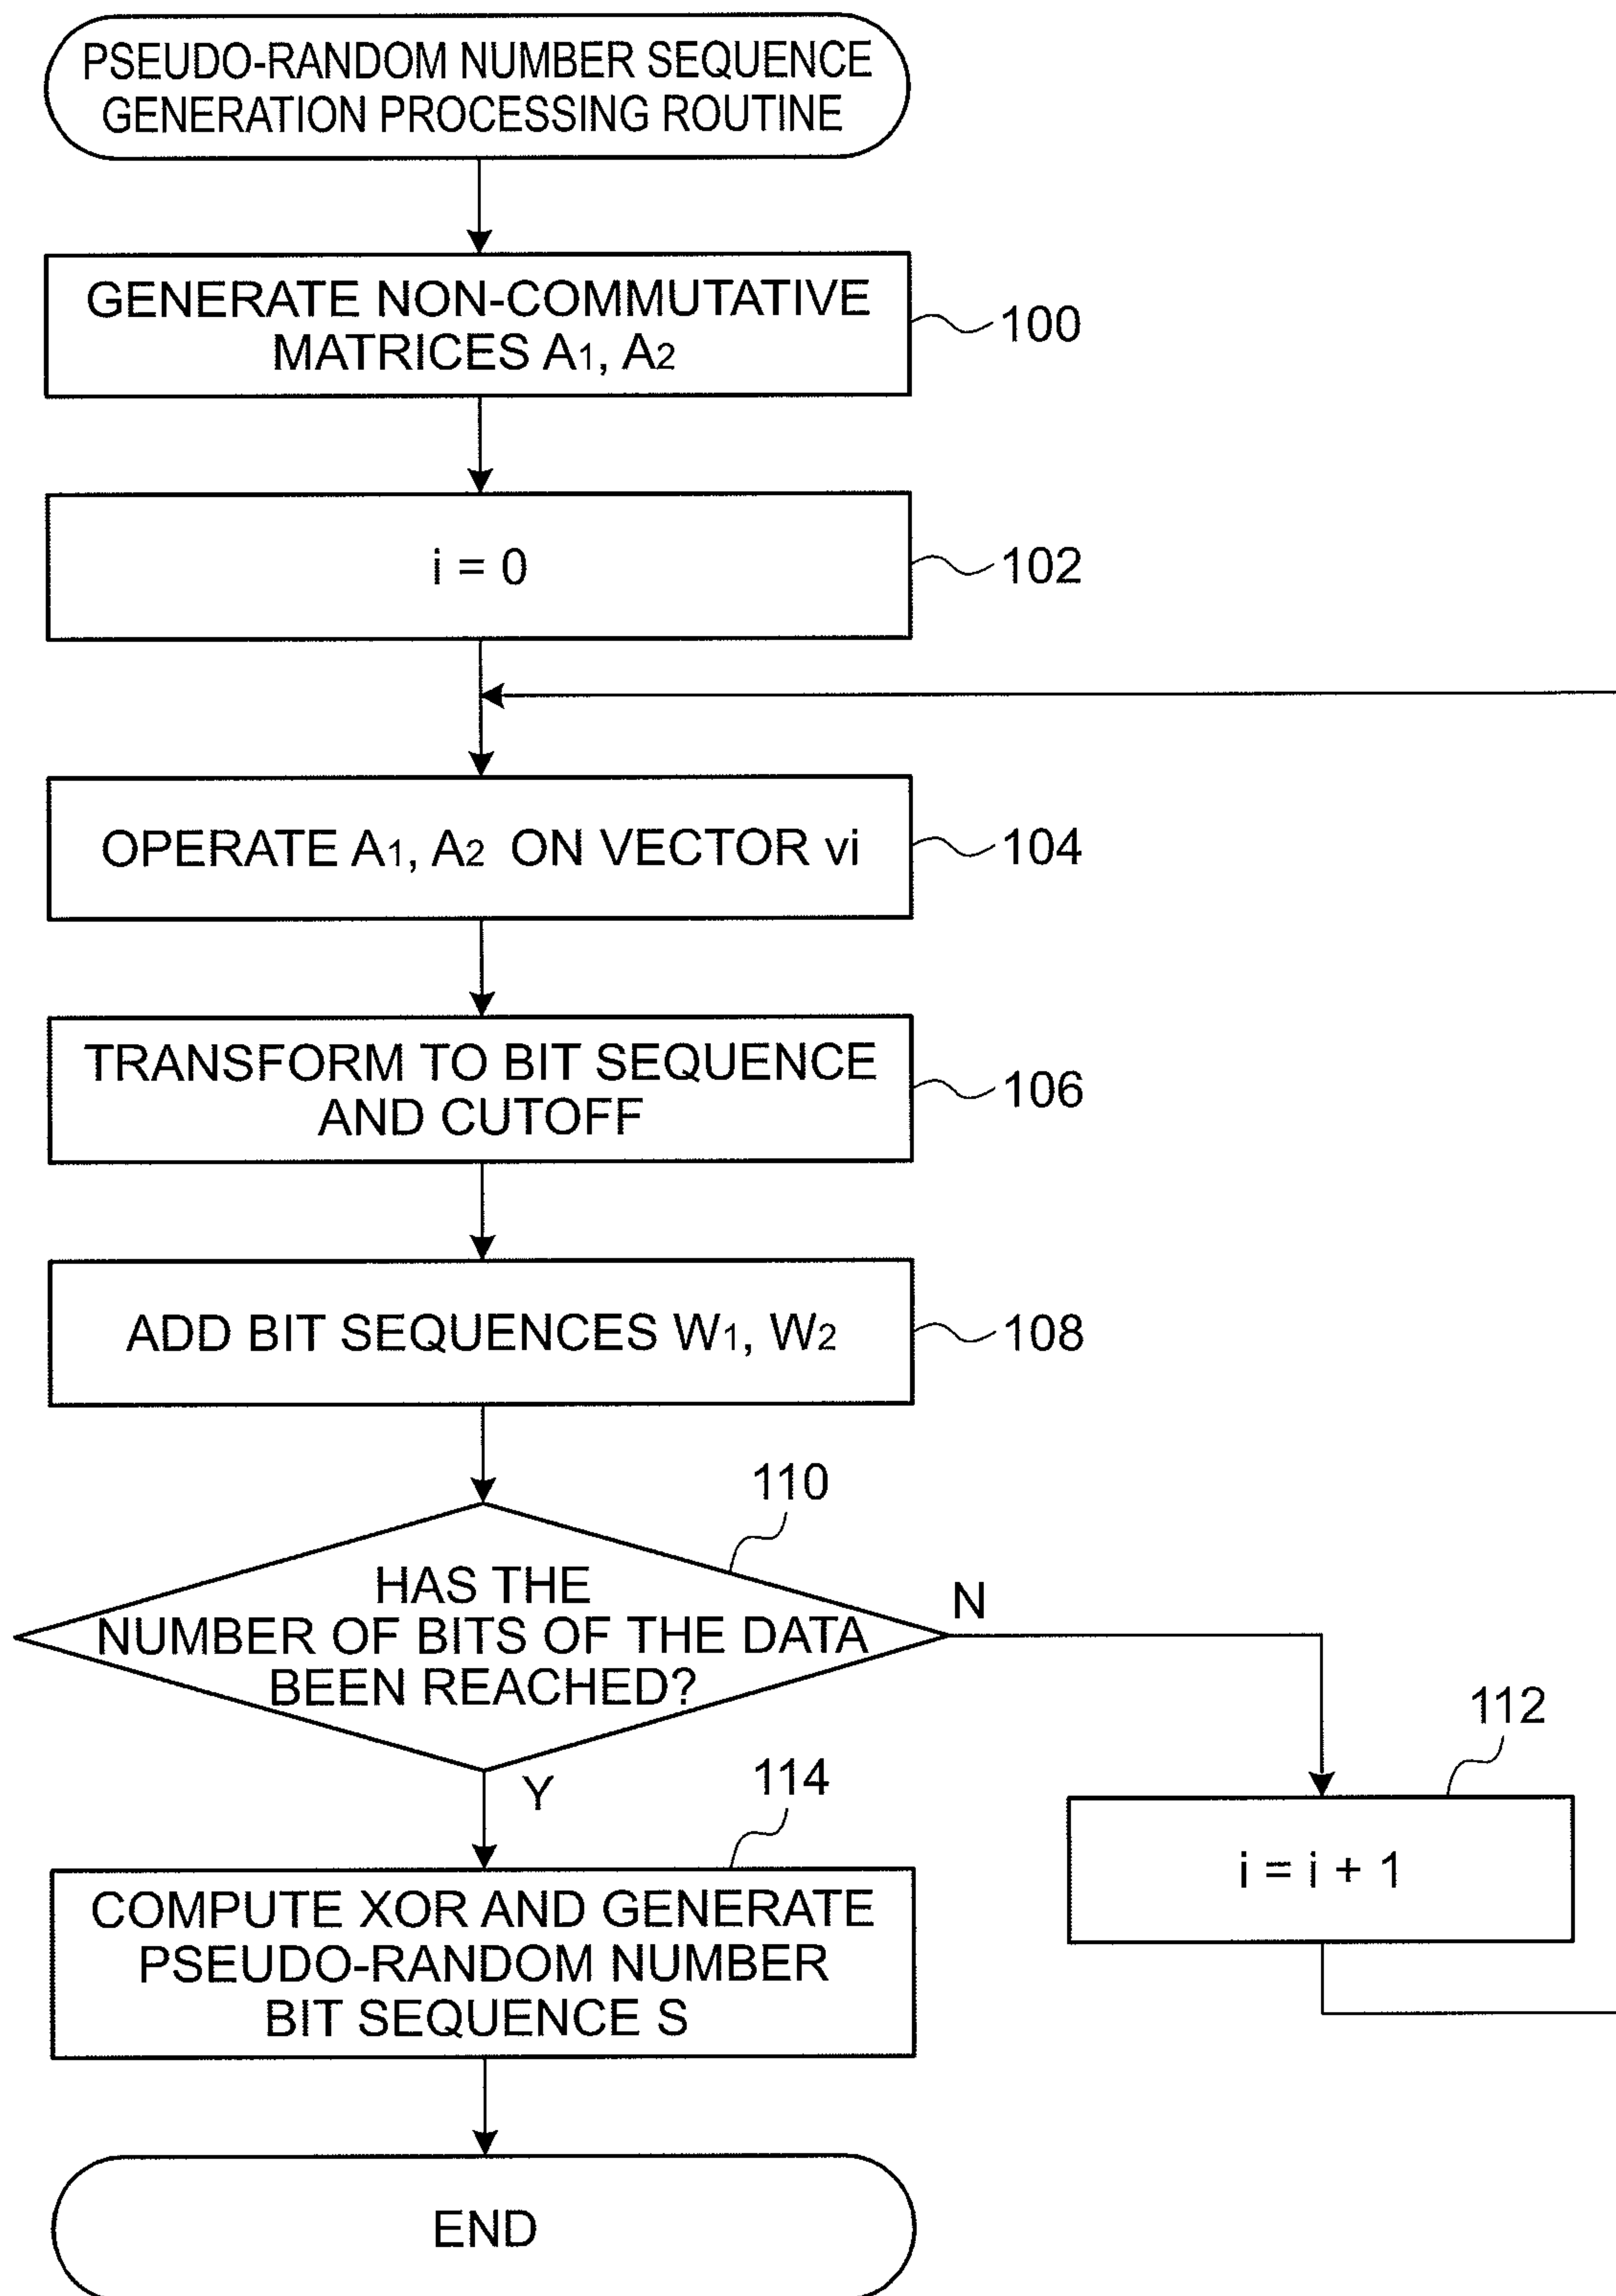 PSEUDO-RANDOM NUMBER SEQUENCE
GENERATION PROCESSING ROUTINE
GENERATE NON-COMMUTATIVE
MATRICES A1, A2
100
i = 0
102
OPERATE A1, A2 ON VECTOR vi
104
TRANSFORM TO BIT SEQUENCE
AND CUTOFF
106
ADD BIT SEQUENCES W1, W2
108
110
HAS THE
NUMBER OF BITS OF THE DATA
BEEN REACHED?
N
Y
112
i = i + 1
114
COMPUTE XOR AND GENERATE
PSEUDO-RANDOM NUMBER
BIT SEQUENCE S
END